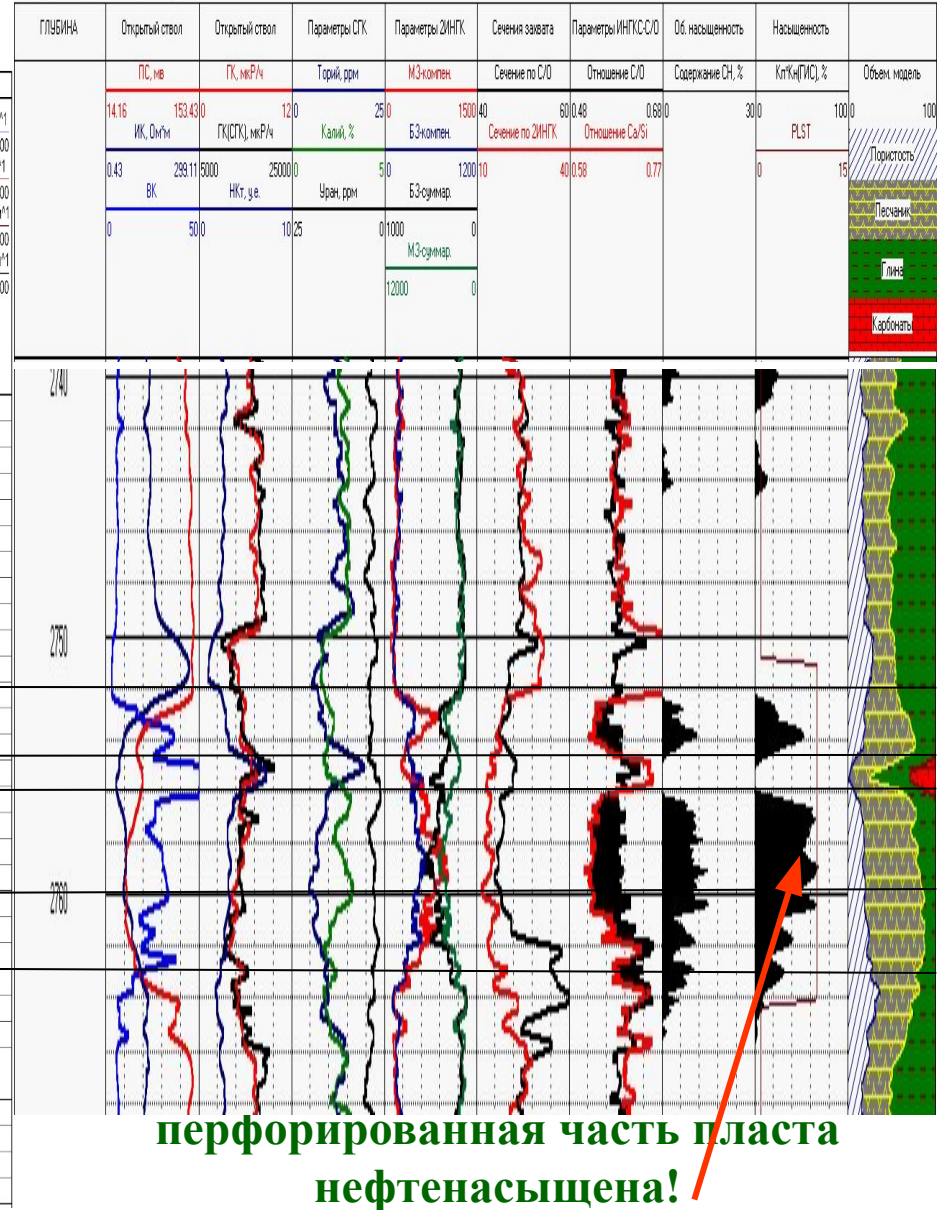 ГЛУБИНА
Открытый ствол
Открытый ствол
Параметры СГК
Параметры 2ИНГК
Сечения захвата
Параметры ИНГКС-С/О
Об. насыщенность
Насыщенность
ПС, мв
14.16 153.43
ИК, Ом*м
0.43 299.11
ВК
0 50
ГК, мкР/ч
0 12
ГК(СГК), мкР/ч
5000 25000
НКт, у.е.
0 10
Торий, ppm
0 25
Калий, %
0 5
Уран, ppm
25 0
МЗ-компен.
0 1500
БЗ-компен.
0 1200
БЗ-суммар.
1000 0
МЗ-суммар.
12000 0
Сечение по С/О
40 60
Сечение по 2ИНГК
10 40
Отношение С/О
0.48 0.68
Отношение Ca/Si
0.58 0.77
Содержание СН, %
0 30
Кп*Кн(ГИС), %
0 100
PLST
0 15
Объем. модель
0 100
Пористость
Песчаник
Глина
Карбонаты
2740
2750
2760
перфорированная часть пласта
нефтенасыщена!